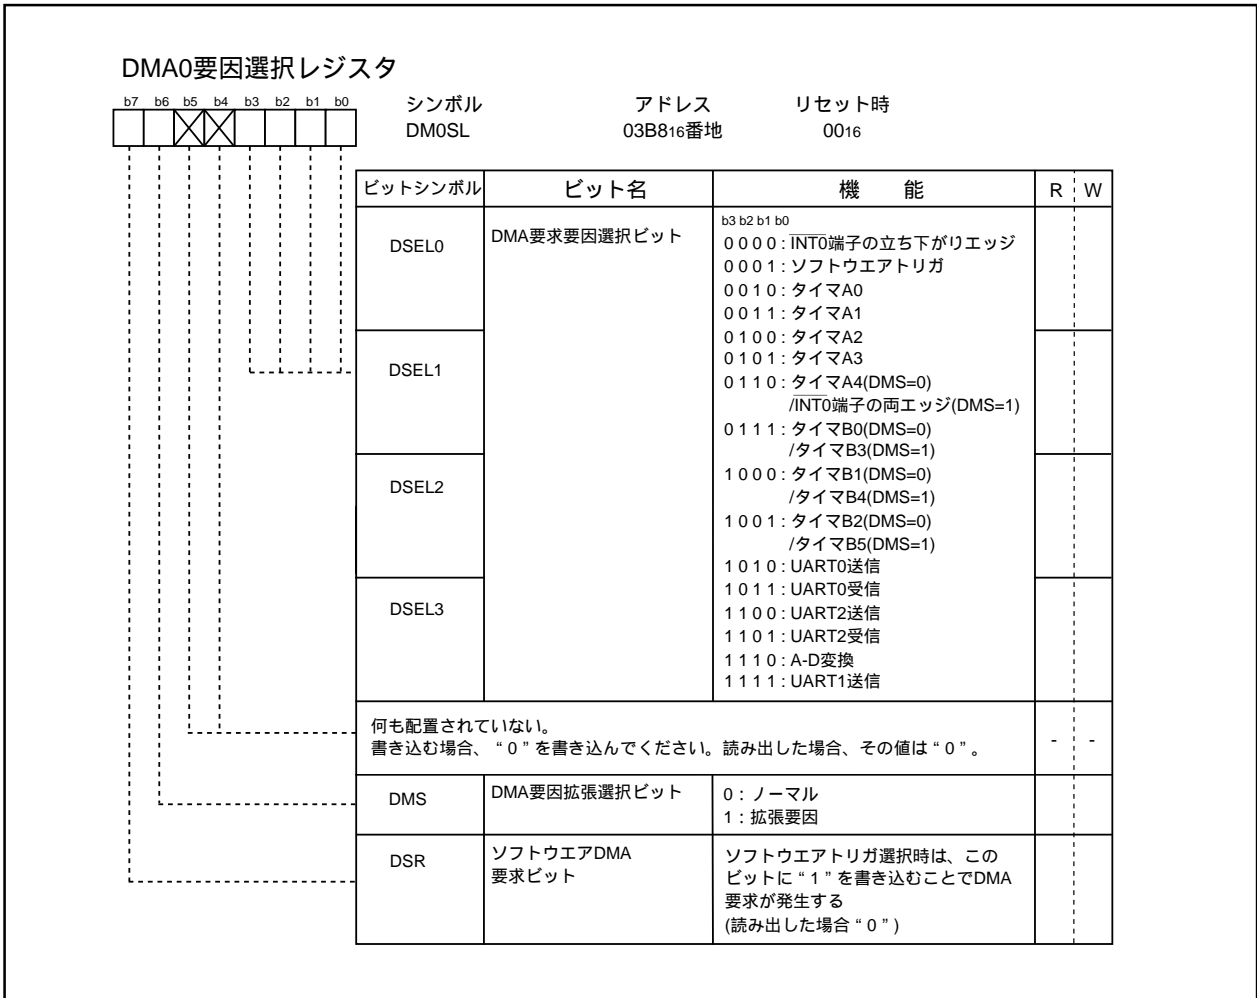 DMA0要因選択レジスタ
b7 b6 b5 b4 b3 b2 b1 b0
シンボル アドレス リセット時
DM0SL 03B816番地 0016
ビットシンボル ビット名 機 能 R W
DSEL0
DMA要求要因選択ビット
b3 b2 b1 b0
0 0 0 0 : INT0端子の立ち下がりエッジ
0 0 0 1 : ソフトウエアトリガ
0 0 1 0 : タイマA0
0 0 1 1 : タイマA1
0 1 0 0 : タイマA2
0 1 0 1 : タイマA3
DSEL1
0 1 1 0 : タイマA4(DMS=0)
/INT0端子の両エッジ(DMS=1)
0 1 1 1 : タイマB0(DMS=0)
/タイマB3(DMS=1)
DSEL2
1 0 0 0 : タイマB1(DMS=0)
/タイマB4(DMS=1)
1 0 0 1 : タイマB2(DMS=0)
/タイマB5(DMS=1)
1 0 1 0 : UART0送信
1 0 1 1 : UART0受信
DSEL3
1 1 0 0 : UART2送信
1 1 0 1 : UART2受信
1 1 1 0 : A-D変換
1 1 1 1 : UART1送信
何も配置されていない。
書き込む場合、“0”を書き込んでください。読み出した場合、その値は“0”。
- -
DMS
DMA要因拡張選択ビット
0:ノーマル
1:拡張要因
DSR
ソフトウエアDMA
要求ビット
ソフトウエアトリガ選択時は、この
ビットに“1”を書き込むことでDMA
要求が発生する
(読み出した場合“0”)